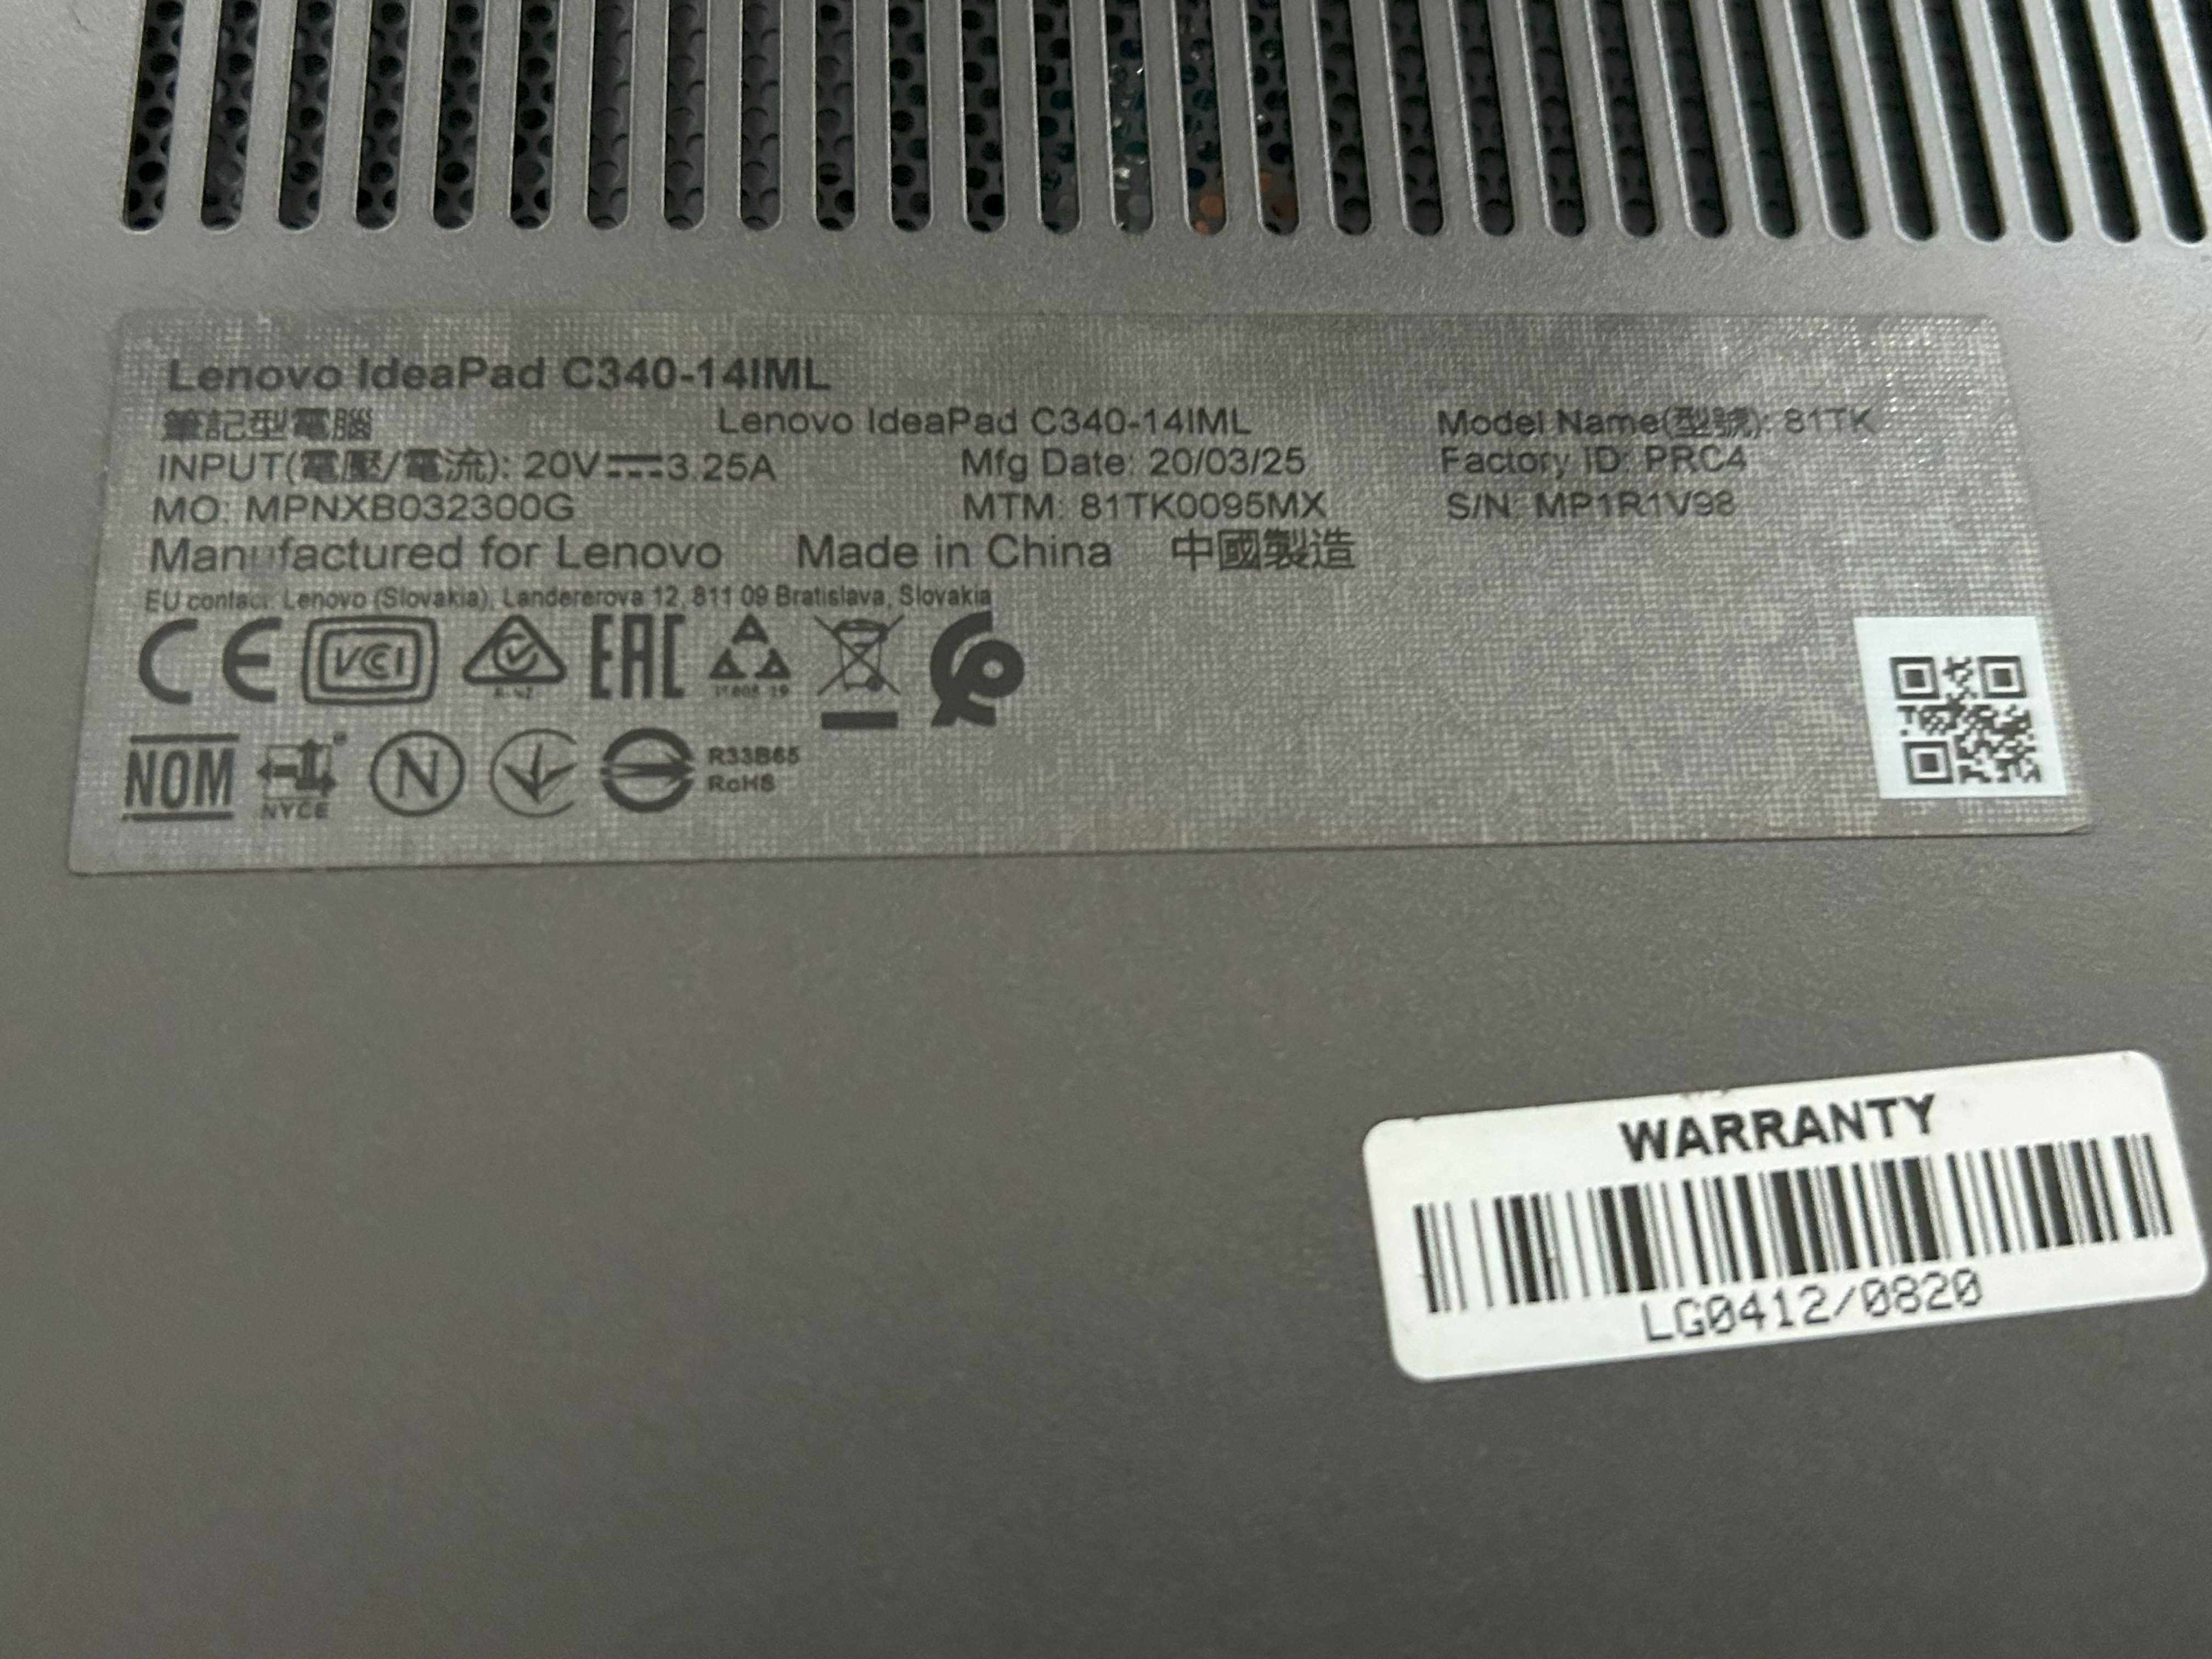 Lenovo IdeaPad C340-14IML
筆記型電腦 Lenovo IdeaPad C340-14IML Model Name(型號): 81TK
INPUT(電壓/電流): 20V⎓3.25A Mfg Date: 20/03/25 Factory ID: PRC4
MO: MPNXB032300G MTM: 81TK0095MX S/N: MP1R1V98
Manufactured for Lenovo Made in China 中國製造
EU contact: Lenovo (Slovakia), Landererova 12, 811 09 Bratislava, Slovakia
CE VCI EAC
NOM NYCE N R33B65
RoHS
WARRANTY
LG0412/0820